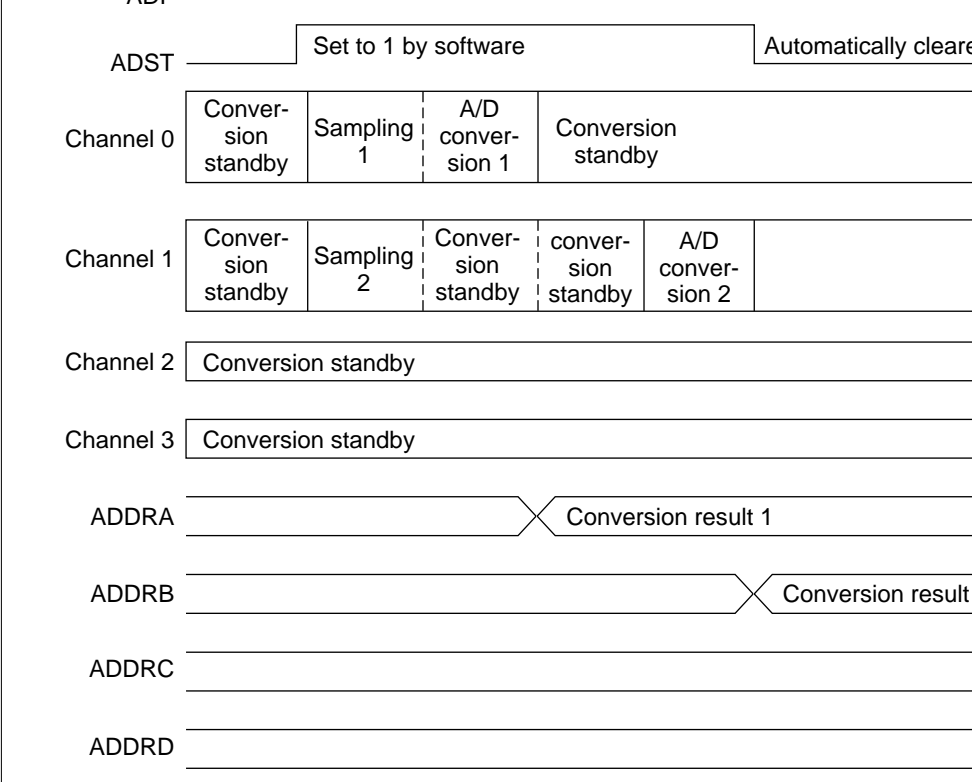 ADST
Set to 1 by software
Automatically
Channel 0
Conver-
sion
standby
Sampling
1
A/D
conver-
sion 1
Conversion
standby
Channel 1
Conver-
sion
standby
Sampling
2
Conver-
sion
standby
conver-
sion
standby
A/D
conver-
sion 2
Channel 2
Conversion standby
Channel 3
Conversion standby
ADDRA
Conversion result 1
ADDRB
Conversion result
ADDRC
ADDRD